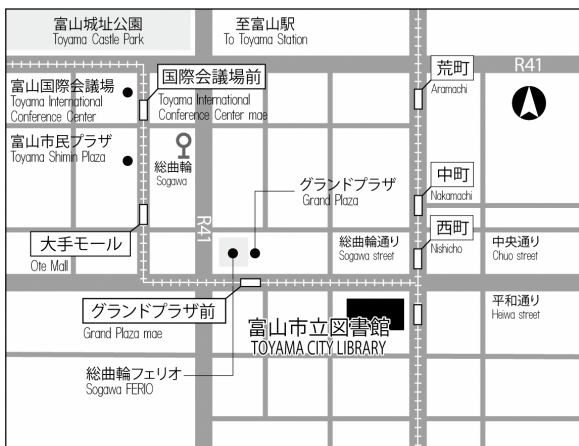 富山城址公園
Toyama Castle Park
至富山駅
To Toyama Station
荒町
Aramachi
R41
国際会議場前
Toyama International
Conference Center mae
富山国際会議場
Toyama International
Conference Center
富山市民プラザ
Toyama Shimin Plaza
総曲輪
Sogawa
グランドプラザ
Grand Plaza
中町
Nakamachi
R41
大手モール
Ote Mall
総曲輪通り
Sogawa street
西町
Nishicho
中央通り
Chuo street
グランドプラザ前
Grand Plaza mae
平和通り
Heiwa street
富山市立図書館
TOYAMA CITY LIBRARY
総曲輪フェリオ
Sogawa FERIO